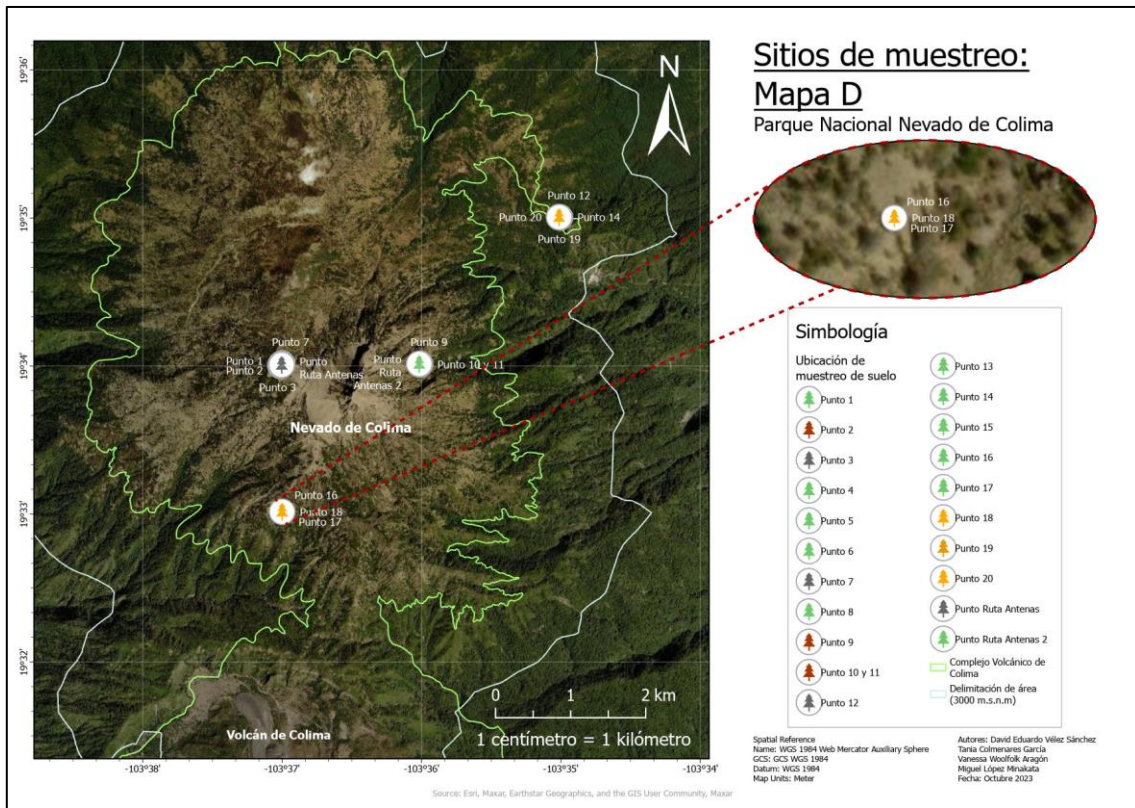 Sitios de muestreo:
Mapa D
Parque Nacional Nevado de Colima
19°36'
19°35'
19°34'
19°33'
19°32'
N
Punto 12
Punto 20
Punto 14
Punto 19
Punto 7
Punto 1
Punto 2
Punto
Ruta Antenas
Punto 3
Punto 9
Punto
Ruta
Antenas 2
Punto 10 y 11
Nevado de Colima
Punto 16
Punto 18
Punto 17
Volcán de Colima
0 1 2 km
1 centímetro = 1 kilómetro
-103°38'
-103°37'
-103°36'
-103°35'
-103°34'
Source: Esri, Maxar, Earthstar Geographics, and the GIS User Community, Maxar
Punto 16
Punto 18
Punto 17
Simbología
Ubicación de
muestreo de suelo
Punto 1
Punto 2
Punto 3
Punto 4
Punto 5
Punto 6
Punto 7
Punto 8
Punto 9
Punto 10 y 11
Punto 12
Punto 13
Punto 14
Punto 15
Punto 16
Punto 17
Punto 18
Punto 19
Punto 20
Punto Ruta Antenas
Punto Ruta Antenas 2
Complejo Volcánico de
Colima
Delimitación de área
(3000 m.s.n.m)
Spatial Reference
Name: WGS 1984 Web Mercator Auxiliary Sphere
GCS: GCS WGS 1984
Datum: WGS 1984
Map Units: Meter
Autores: David Eduardo Vélez Sánchez
Tania Colmenares García
Vanessa Woolfolk Aragón
Miguel López Minakata
Fecha: Octubre 2023